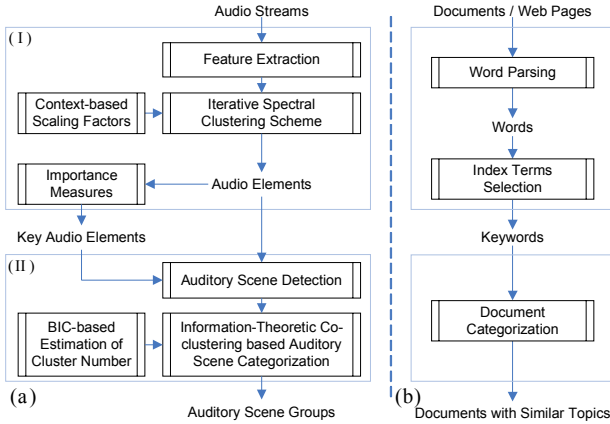 Audio Streams
(I)
Feature Extraction
Context-based
Scaling Factors
Iterative Spectral
Clustering Scheme
Importance
Measures
Audio Elements
Key Audio Elements
(II)
Auditory Scene Detection
BIC-based
Estimation of
Cluster Number
Information-Theoretic Co-
clustering based Auditory
Scene Categorization
(a)
Auditory Scene Groups
Documents / Web Pages
Word Parsing
Words
Index Terms
Selection
Keywords
Document
Categorization
(b)
Documents with Similar Topics